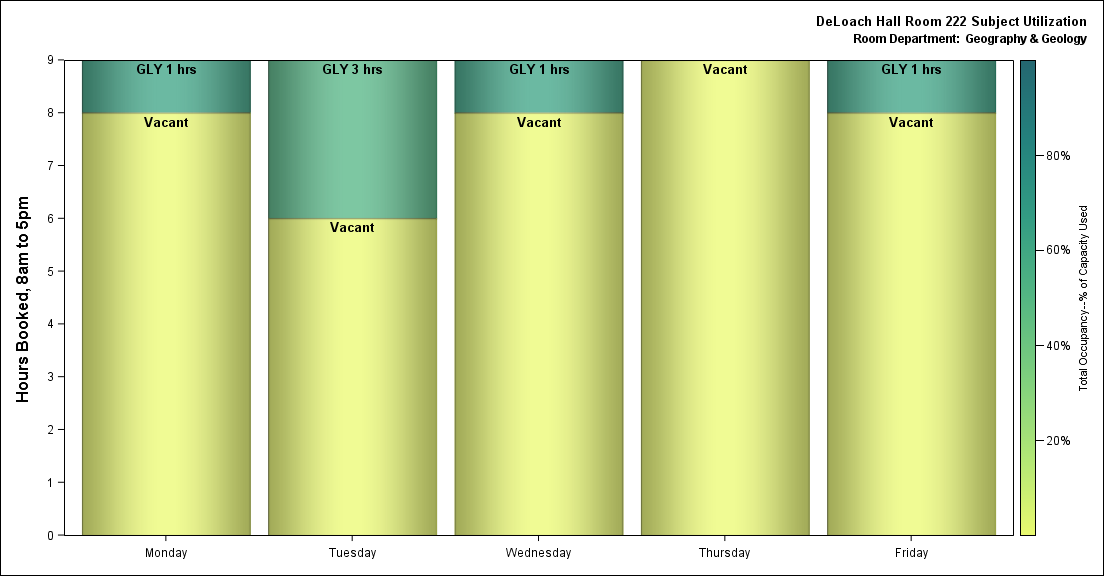 DeLoach Hall Room 222 Subject Utilization
Room Department: Geography & Geology
Hours Booked, 8am to 5pm
9
8
7
6
5
4
3
2
1
0
GLY 1 hrs
Vacant
GLY 3 hrs
Vacant
GLY 1 hrs
Vacant
Vacant
GLY 1 hrs
Vacant
Monday
Tuesday
Wednesday
Thursday
Friday
80%
60%
40%
20%
Total Occupancy--% of Capacity Used